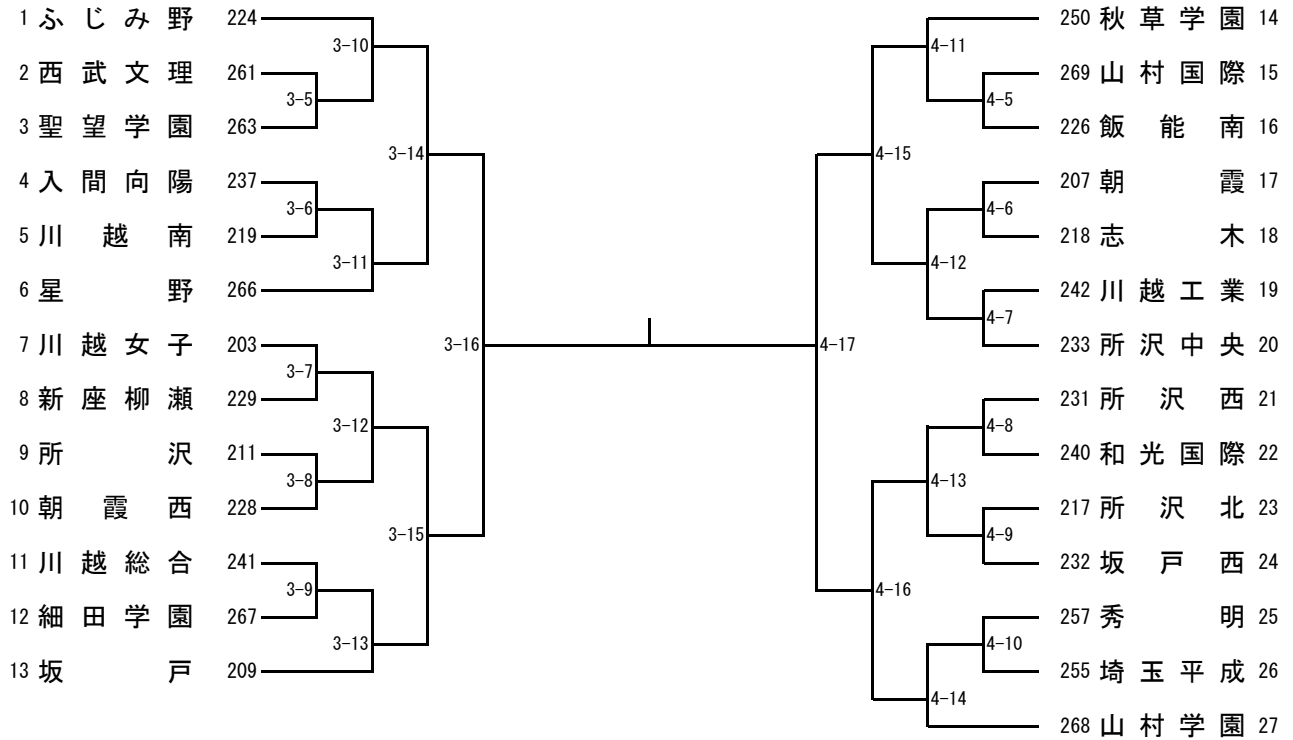 1 ふじみ野 224
3-10
2 西武文理 261
3-5
3 聖望学園 263
3-14
4 入間向陽 237
3-6
5 川越南 219
3-11
6 星野 266
7 川越女子 203
3-16
3-7
8 新座柳瀬 229
3-12
9 所沢 211
3-8
10 朝霞西 228
3-15
11 川越総合 241
3-9
12 細田学園 267
3-13
13 坂戸 209
250 秋草学園 14
4-11
269 山村国際 15
4-5
226 飯能南 16
4-15
207 朝霞 17
4-6
218 志木 18
4-12
242 川越工業 19
4-7
4-17
233 所沢中央 20
231 所沢西 21
4-8
240 和光国際 22
4-13
217 所沢北 23
4-9
232 坂戸西 24
4-16
257 秀明 25
4-10
255 埼玉平成 26
4-14
268 山村学園 27